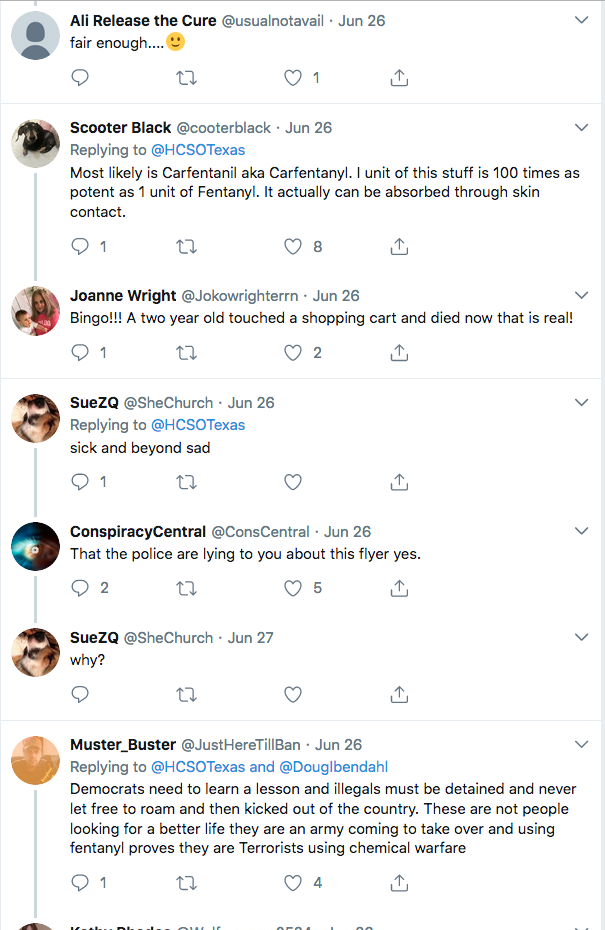 Ali Release the Cure @usualnotavail · Jun 26
fair enough....🙂
1
Scooter Black @cooterblack · Jun 26
Replying to @HCSOTexas
Most likely is Carfentanil aka Carfentanyl. I unit of this stuff is 100 times as
potent as 1 unit of Fentanyl. It actually can be absorbed through skin
contact.
1 8
Joanne Wright @Jokowrighterrn · Jun 26
Bingo!!! A two year old touched a shopping cart and died now that is real!
1 2
SueZQ @SheChurch · Jun 26
Replying to @HCSOTexas
sick and beyond sad
1
ConspiracyCentral @ConsCentral · Jun 26
That the police are lying to you about this flyer yes.
2 5
SueZQ @SheChurch · Jun 27
why?
Muster_Buster @JustHereTillBan · Jun 26
Replying to @HCSOTexas and @DougIbendahl
Democrats need to learn a lesson and illegals must be detained and never
let free to roam and then kicked out of the country. These are not people
looking for a better life they are an army coming to take over and using
fentanyl proves they are Terrorists using chemical warfare
1 4